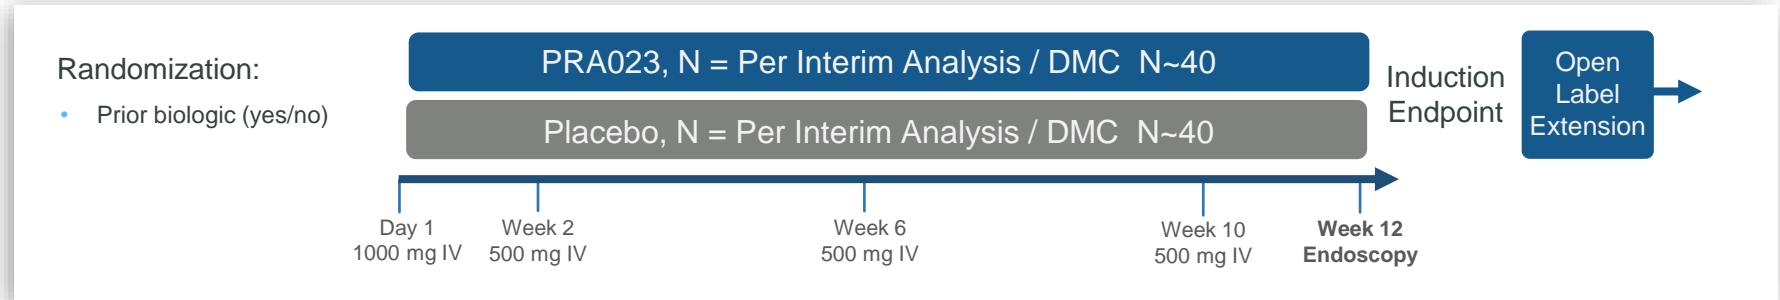 Randomization:
• Prior biologic (yes/no)
PRA023, N = Per Interim Analysis / DMC N~40
Placebo, N = Per Interim Analysis / DMC N~40
Induction
Endpoint
Open
Label
Extension
Day 1
1000 mg IV
Week 2
500 mg IV
Week 6
500 mg IV
Week 10
500 mg IV
Week 12
Endoscopy